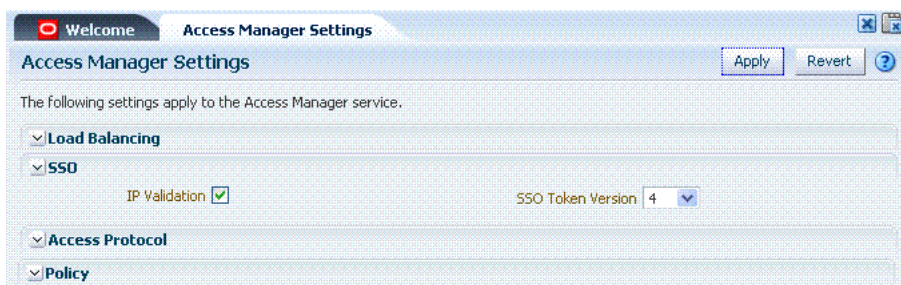 Welcome Access Manager Settings
Access Manager Settings Apply Revert ?
The following settings apply to the Access Manager service.
Load Balancing
SSO
IP Validation SSO Token Version 4
Access Protocol
Policy